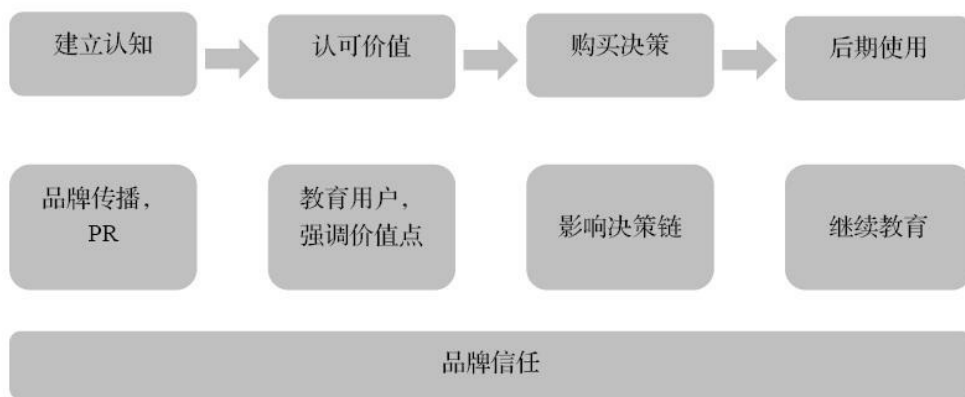 建立认知
认可价值
购买决策
后期使用
品牌传播，
PR
教育用户，
强调价值点
影响决策链
继续教育
品牌信任